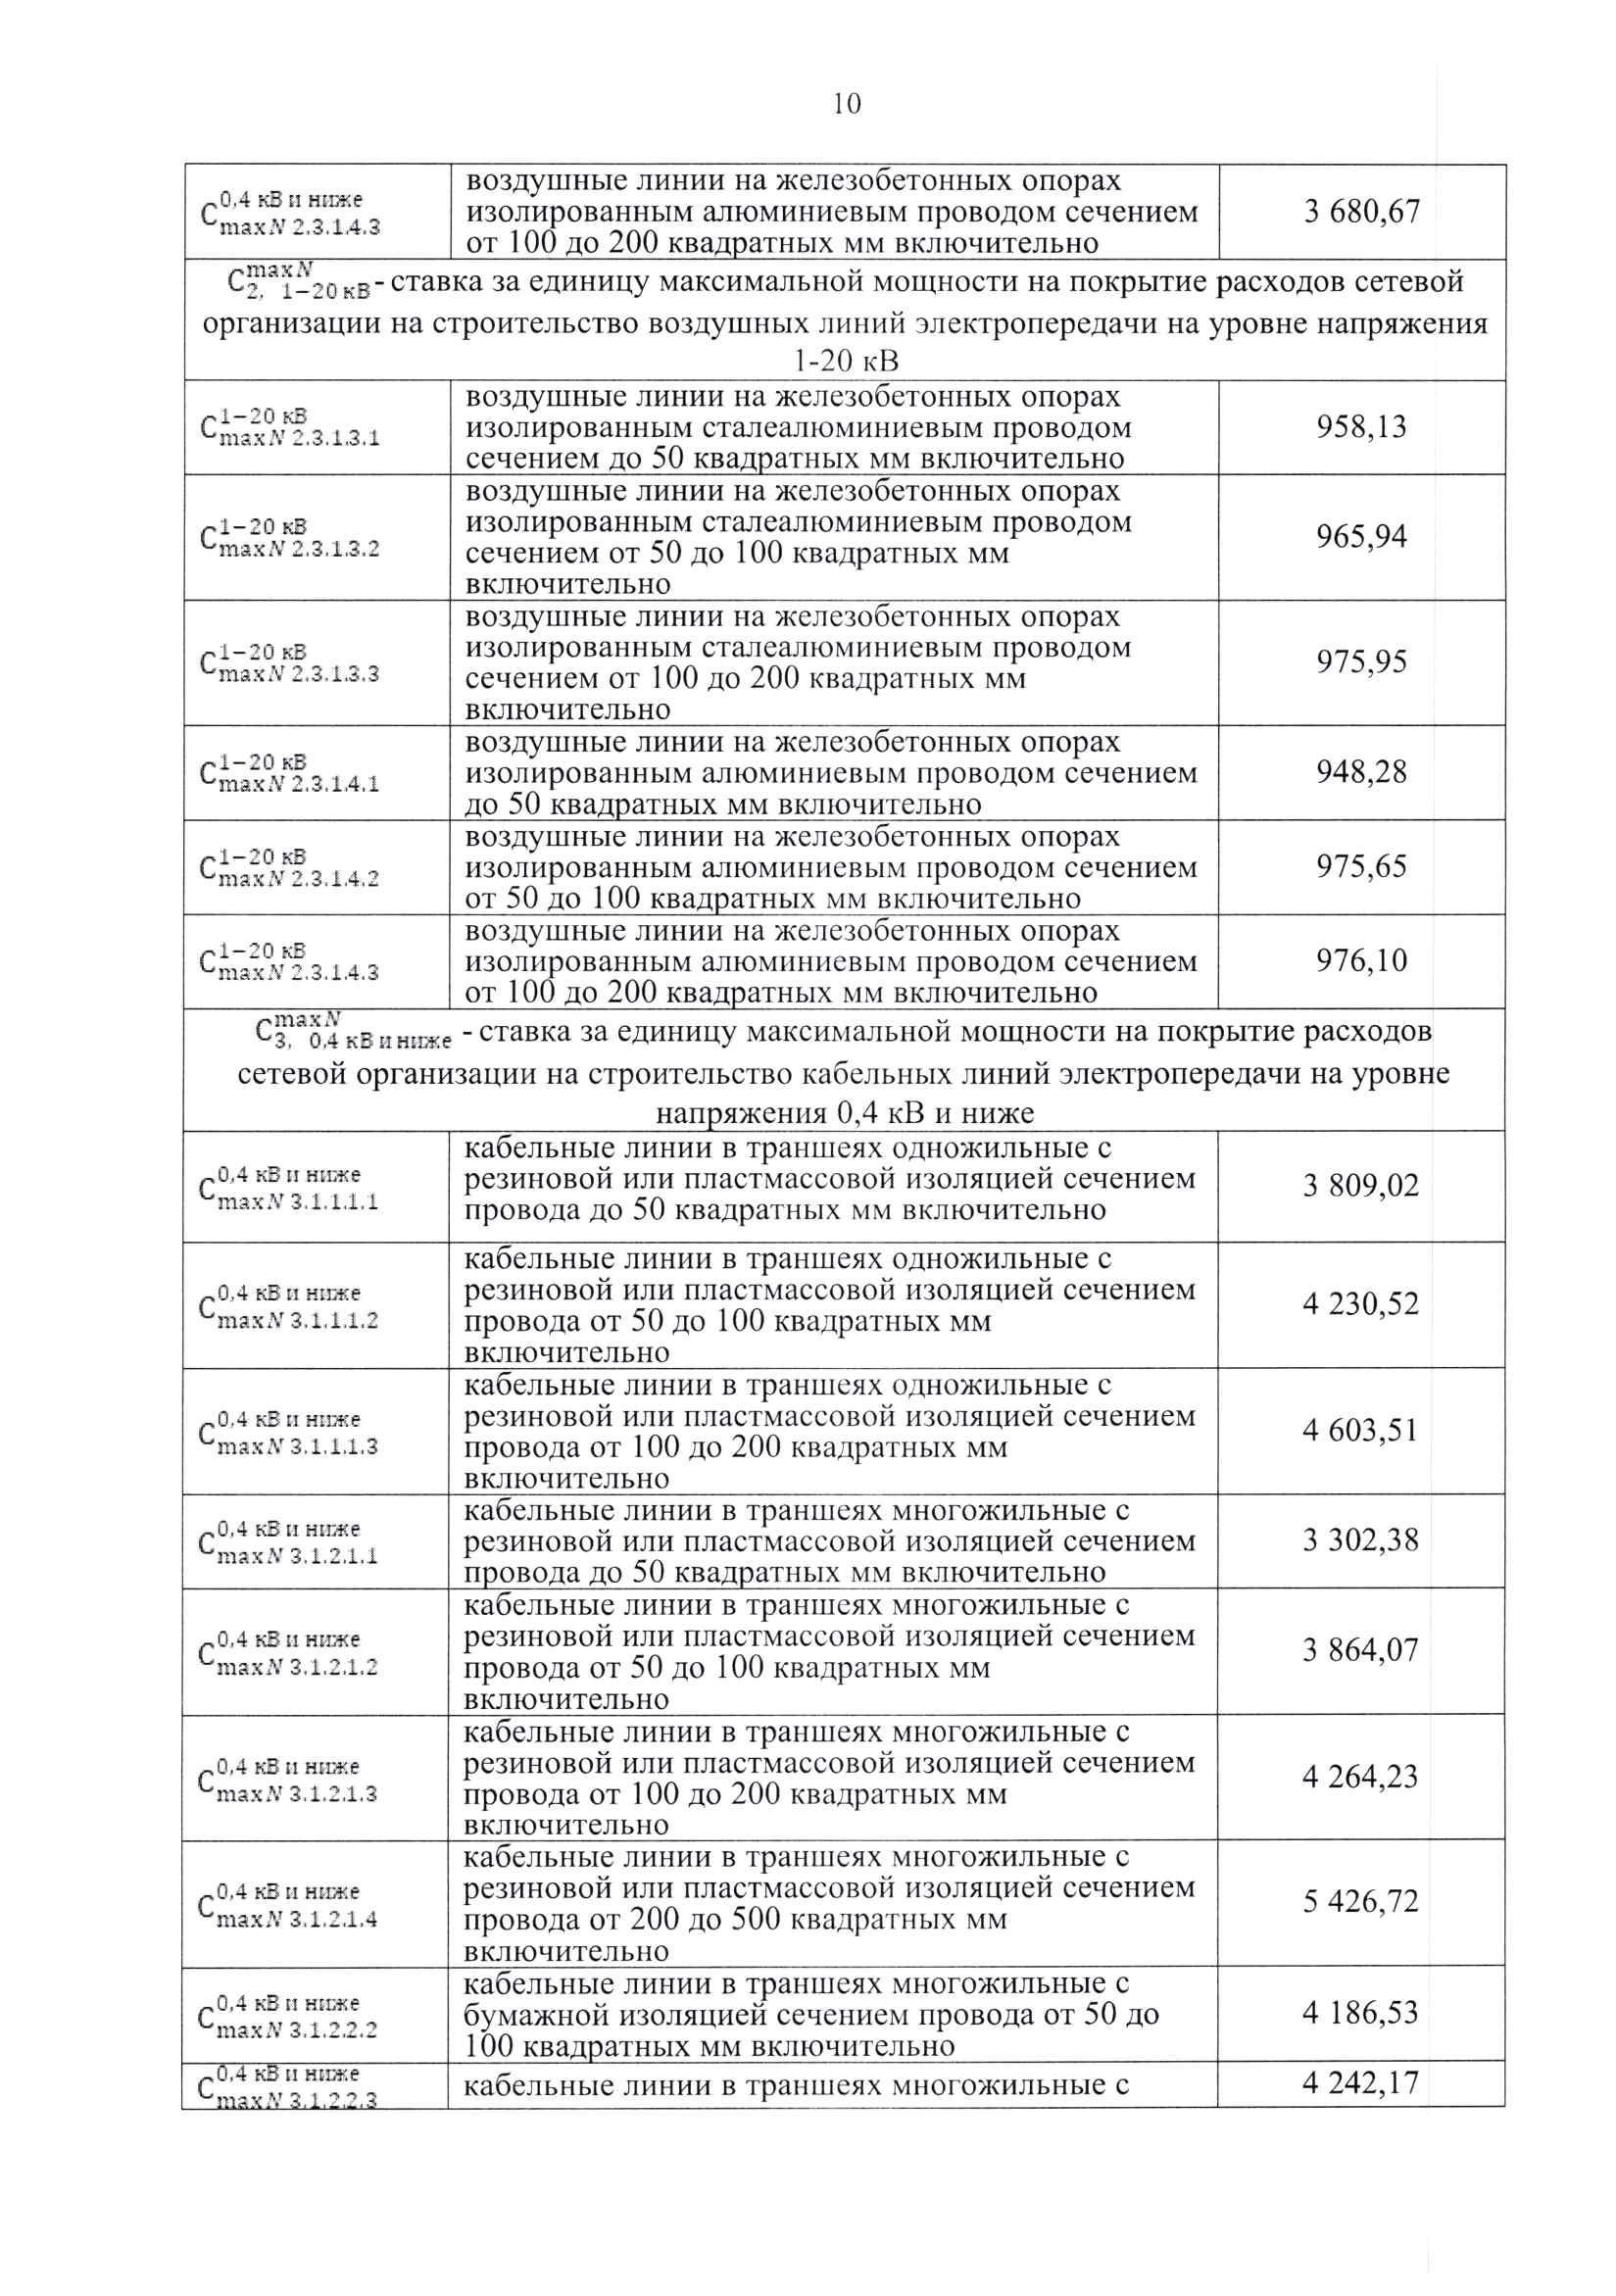 10
C 0,4 кВ и ниже maxN 2.3.1.4.3
воздушные линии на железобетонных опорах
изолированным алюминиевым проводом сечением
от 100 до 200 квадратных мм включительно
3 680,67
C maxN 2, 1-20 кВ - ставка за единицу максимальной мощности на покрытие расходов сетевой
организации на строительство воздушных линий электропередачи на уровне напряжения
1-20 кВ
C 1-20 кВ maxN 2.3.1.3.1
воздушные линии на железобетонных опорах
изолированным сталеалюминиевым проводом
сечением до 50 квадратных мм включительно
958,13
C 1-20 кВ maxN 2.3.1.3.2
воздушные линии на железобетонных опорах
изолированным сталеалюминиевым проводом
сечением от 50 до 100 квадратных мм
включительно
965,94
C 1-20 кВ maxN 2.3.1.3.3
воздушные линии на железобетонных опорах
изолированным сталеалюминиевым проводом
сечением от 100 до 200 квадратных мм
включительно
975,95
C 1-20 кВ maxN 2.3.1.4.1
воздушные линии на железобетонных опорах
изолированным алюминиевым проводом сечением
до 50 квадратных мм включительно
948,28
C 1-20 кВ maxN 2.3.1.4.2
воздушные линии на железобетонных опорах
изолированным алюминиевым проводом сечением
от 50 до 100 квадратных мм включительно
975,65
C 1-20 кВ maxN 2.3.1.4.3
воздушные линии на железобетонных опорах
изолированным алюминиевым проводом сечением
от 100 до 200 квадратных мм включительно
976,10
C maxN 3, 0,4 кВ и ниже - ставка за единицу максимальной мощности на покрытие расходов
сетевой организации на строительство кабельных линий электропередачи на уровне
напряжения 0,4 кВ и ниже
C 0,4 кВ и ниже maxN 3.1.1.1.1
кабельные линии в траншеях одножильные с
резиновой или пластмассовой изоляцией сечением
провода до 50 квадратных мм включительно
3 809,02
C 0,4 кВ и ниже maxN 3.1.1.1.2
кабельные линии в траншеях одножильные с
резиновой или пластмассовой изоляцией сечением
провода от 50 до 100 квадратных мм
включительно
4 230,52
C 0,4 кВ и ниже maxN 3.1.1.1.3
кабельные линии в траншеях одножильные с
резиновой или пластмассовой изоляцией сечением
провода от 100 до 200 квадратных мм
включительно
4 603,51
C 0,4 кВ и ниже maxN 3.1.2.1.1
кабельные линии в траншеях многожильные с
резиновой или пластмассовой изоляцией сечением
провода до 50 квадратных мм включительно
3 302,38
C 0,4 кВ и ниже maxN 3.1.2.1.2
кабельные линии в траншеях многожильные с
резиновой или пластмассовой изоляцией сечением
провода от 50 до 100 квадратных мм
включительно
3 864,07
C 0,4 кВ и ниже maxN 3.1.2.1.3
кабельные линии в траншеях многожильные с
резиновой или пластмассовой изоляцией сечением
провода от 100 до 200 квадратных мм
включительно
4 264,23
C 0,4 кВ и ниже maxN 3.1.2.1.4
кабельные линии в траншеях многожильные с
резиновой или пластмассовой изоляцией сечением
провода от 200 до 500 квадратных мм
включительно
5 426,72
C 0,4 кВ и ниже maxN 3.1.2.2.2
кабельные линии в траншеях многожильные с
бумажной изоляцией сечением провода от 50 до
100 квадратных мм включительно
4 186,53
C 0,4 кВ и ниже maxN 3.1.2.2.3
кабельные линии в траншеях многожильные с
4 242,17